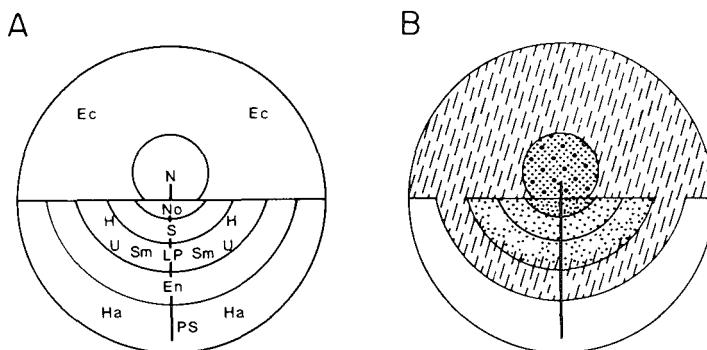 A B
Ec Ec
N
No
H S H
U Sm LP Sm U
En
Ha PS Ha